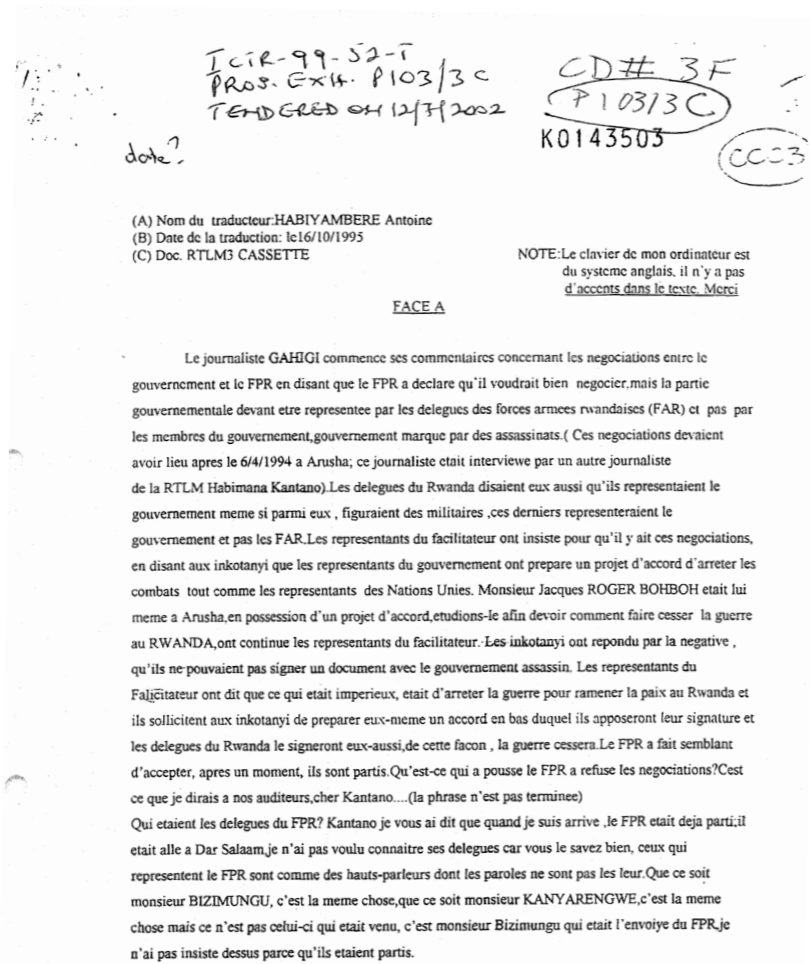 ICTR-99-52-T
PROS. EXH. P103/3C
TENDERED ON 12/7/2002
CD# 3F
P103/3C
K0143503
CCC3
date?
(A) Nom du traducteur:HABIYAMBERE Antoine
(B) Date de la traduction: le16/10/1995
(C) Doc. RTLM3 CASSETTE
NOTE:Le clavier de mon ordinateur est
du systeme anglais, il n'y a pas
d'accents dans le texte. Merci
FACE A
Le journaliste GAHIGI commence ses commentaires concernant les negociations entre le
gouvernement et le FPR en disant que le FPR a declare qu'il voudrait bien negocier,mais la partie
gouvernementale devant etre representee par les delegues des forces armees rwandaises (FAR) et pas par
les membres du gouvernement,gouvernement marque par des assassinats.( Ces negociations devaient
avoir lieu apres le 6/4/1994 a Arusha; ce journaliste etait interviewe par un autre journaliste
de la RTLM Habimana Kantano).Les delegues du Rwanda disaient eux aussi qu'ils representaient le
gouvernement meme si parmi eux , figuraient des militaires ,ces derniers representeraient le
gouvernement et pas les FAR.Les representants du facilitateur ont insiste pour qu'il y ait ces negociations,
en disant aux inkotanyi que les representants du gouvernement ont prepare un projet d'accord d'arreter les
combats tout comme les representants des Nations Unies. Monsieur Jacques ROGER BOHBOH etait lui
meme a Arusha,en possession d'un projet d'accord,etudions-le afin devoir comment faire cesser la guerre
au RWANDA,ont continue les representants du facilitateur. Les inkotanyi ont repondu par la negative ,
qu'ils ne pouvaient pas signer un document avec le gouvernement assassin. Les representants du
Falicitateur ont dit que ce qui etait imperieux, etait d'arreter la guerre pour ramener la paix au Rwanda et
ils sollicitent aux inkotanyi de preparer eux-meme un accord en bas duquel ils apposeront leur signature et
les delegues du Rwanda le signeront eux-aussi,de cette facon , la guerre cessera.Le FPR a fait semblant
d'accepter, apres un moment, ils sont partis.Qu'est-ce qui a pousse le FPR a refuse les negociations?Cest
ce que je dirais a nos auditeurs,cher Kantano....(la phrase n'est pas terminee)
Qui etaient les delegues du FPR? Kantano je vous ai dit que quand je suis arrive ,le FPR etait deja parti;il
etait alle a Dar Salaam,je n'ai pas voulu connaitre ses delegues car vous le savez bien, ceux qui
representent le FPR sont comme des hauts-parleurs dont les paroles ne sont pas les leur.Que ce soit
monsieur BIZIMUNGU, c'est la meme chose,que ce soit monsieur KANYARENGWE,c'est la meme
chose mais ce n'est pas celui-ci qui etait venu, c'est monsieur Bizimungu qui etait l'envoiye du FPR,je
n'ai pas insiste dessus parce qu'ils etaient partis.